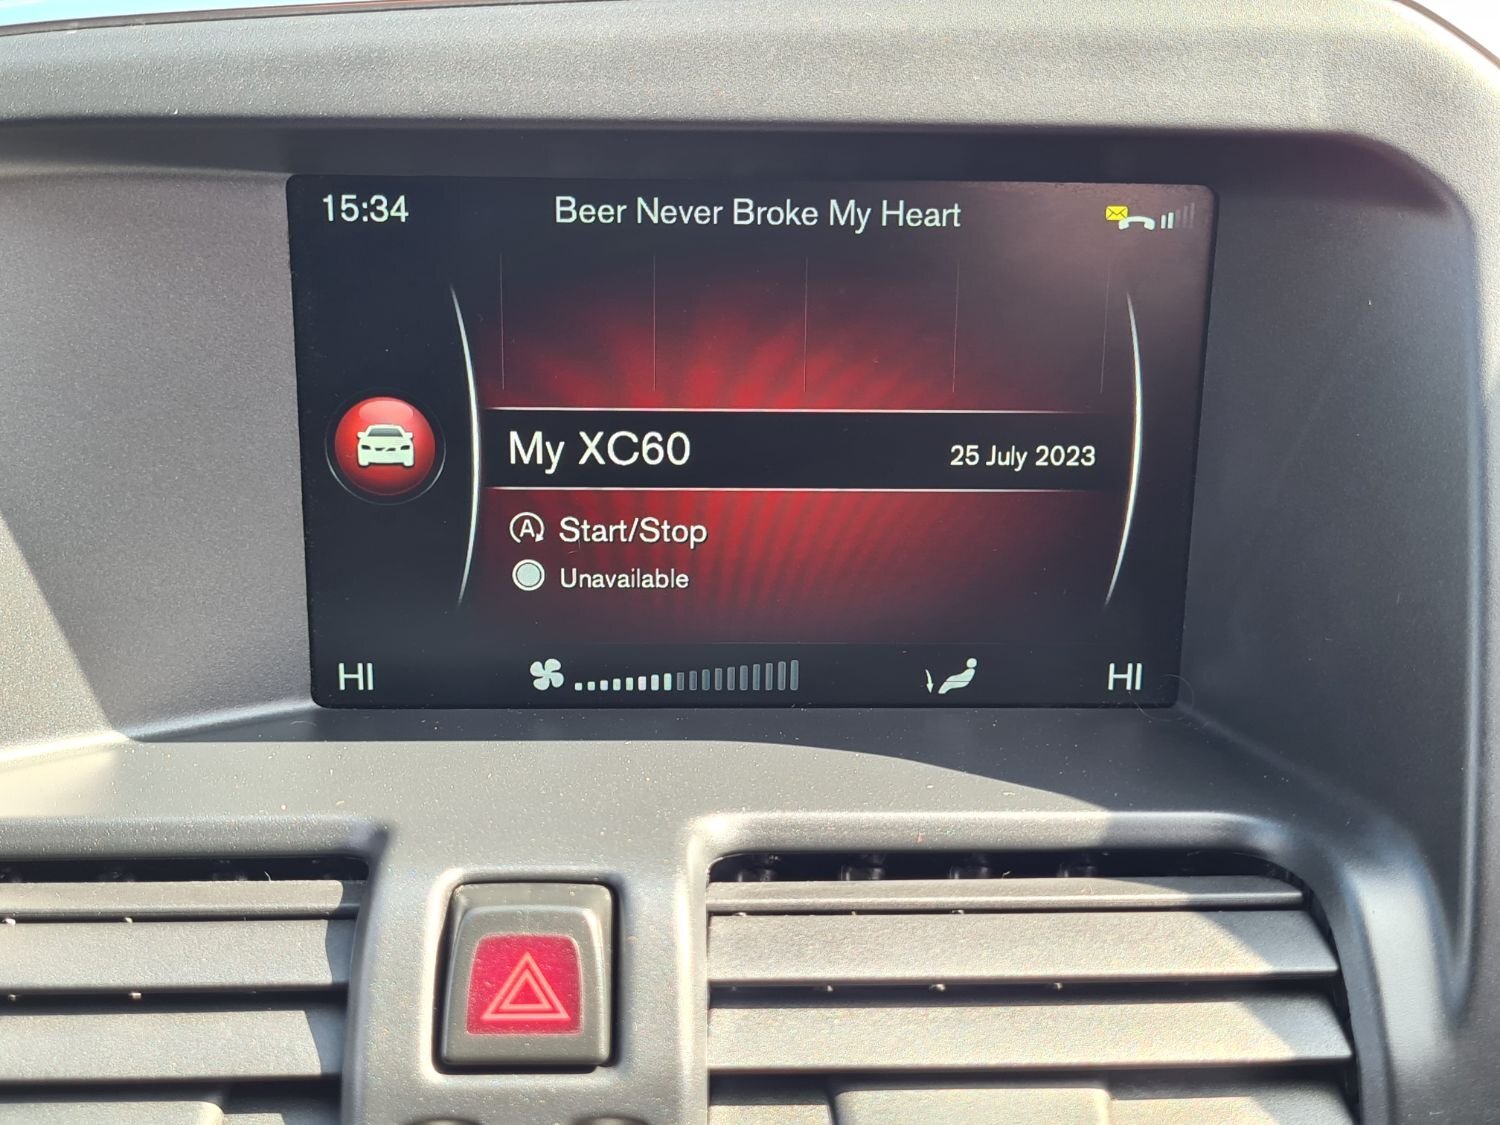 15:34
Beer Never Broke My Heart
My XC60
25 July 2023
A Start/Stop
Unavailable
HI
HI